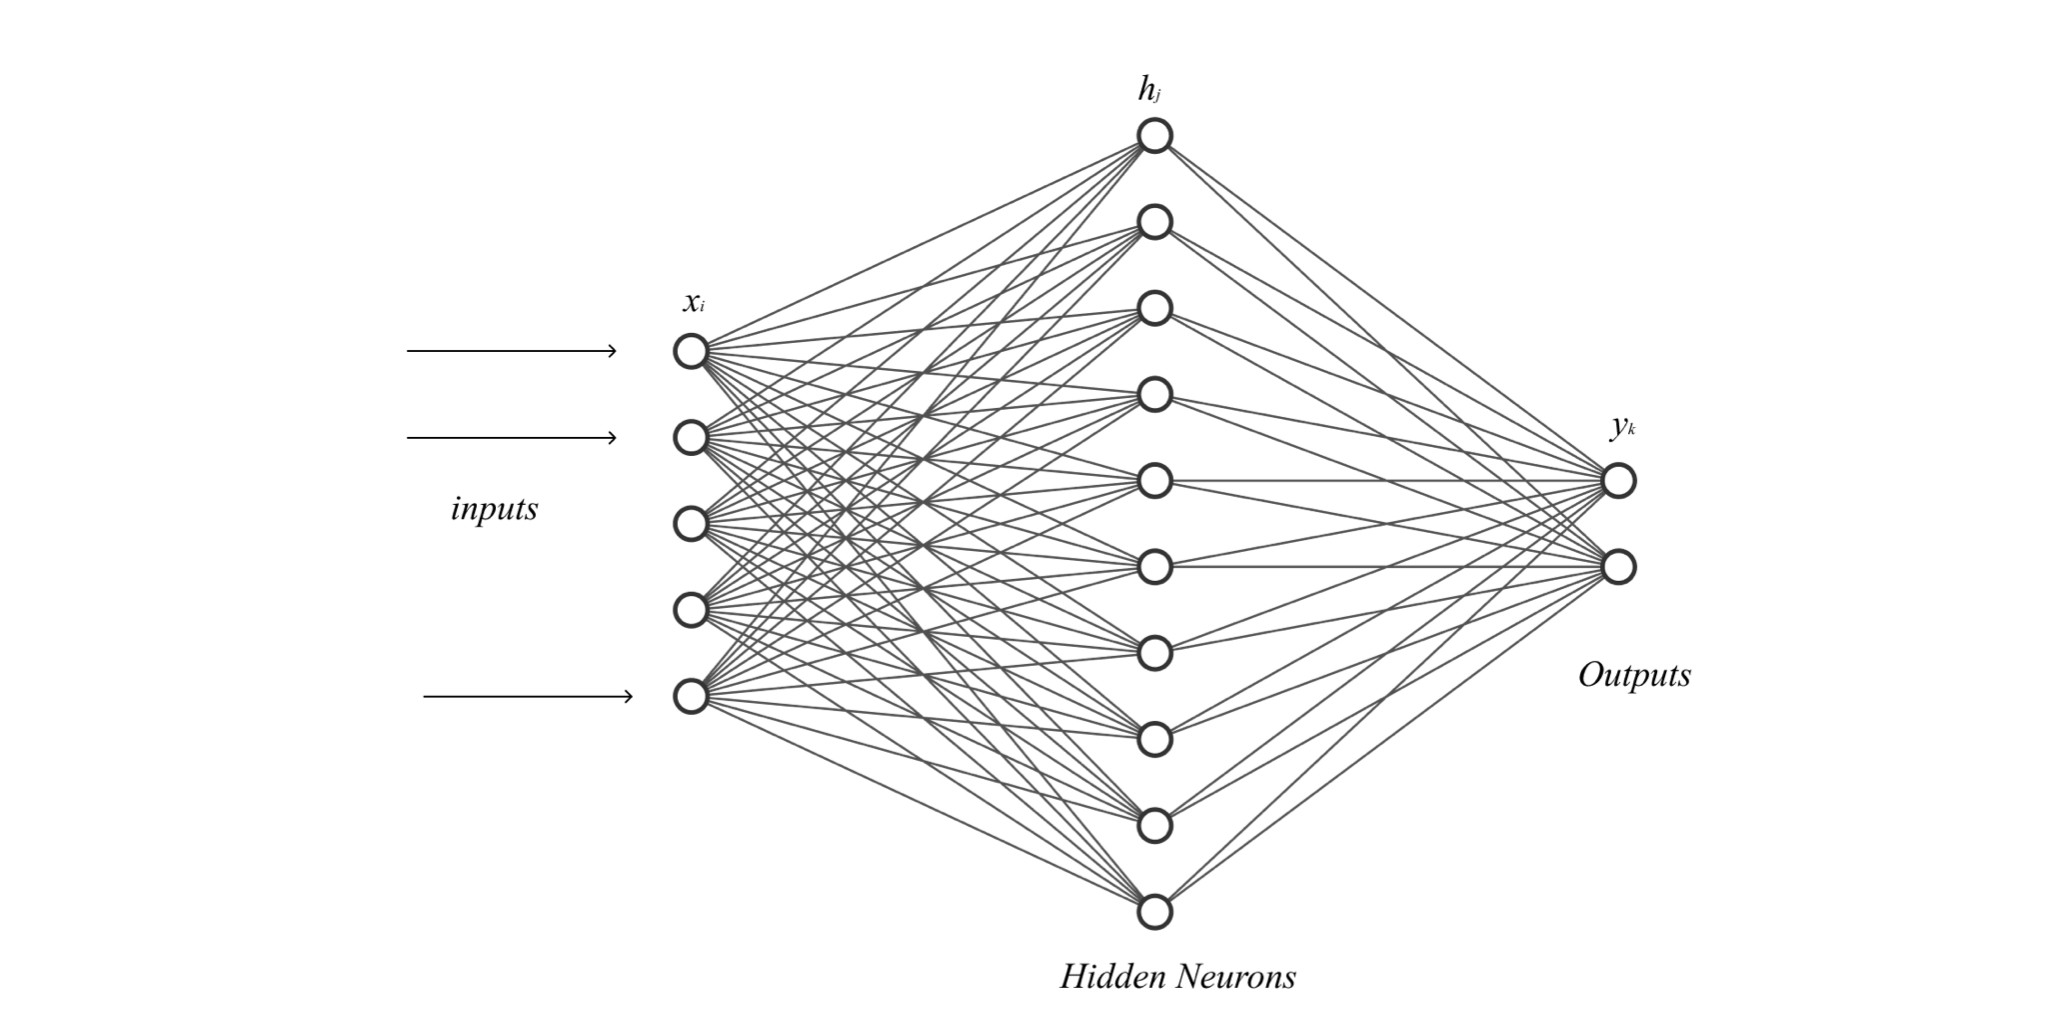 hj
xi
yk
inputs
Outputs
Hidden Neurons